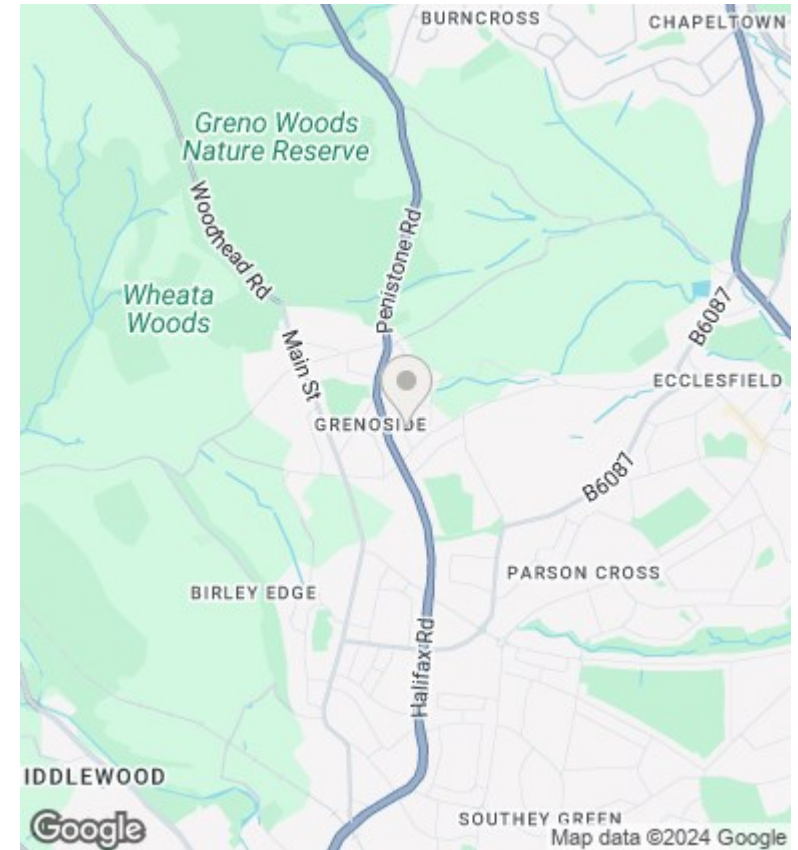 BURNCROSS
CHAPELTOWN
Greno Woods
Nature Reserve
Woodhead Rd
Penistone Rd
Wheata
Woods
Main St
B6087
ECCLESFIELD
GRENOSIDE
B6087
PARSON CROSS
BIRLEY EDGE
Halifax Rd
IDDLEWOOD
SOUTHEY GREEN
Google
Map data ©2024 Google